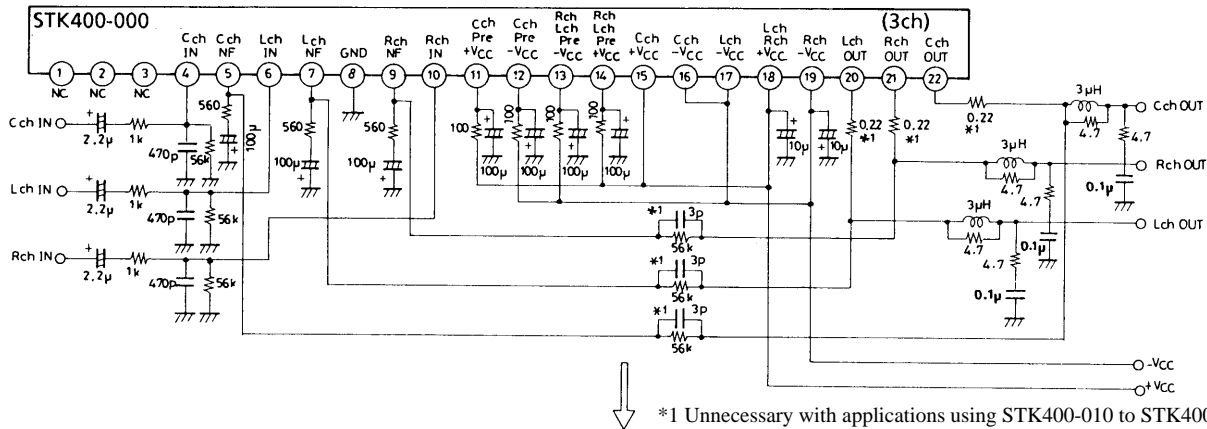 STK400-000
(3ch)
Cch IN
Cch NF
Lch IN
Lch NF
GND
Rch NF
Rch IN
Cch Pre +VCC
Cch Pre -VCC
Rch Lch Pre -VCC
Rch Lch Pre +VCC
Cch +VCC
Cch -VCC
Lch -VCC
Lch Rch +VCC
Rch -VCC
Lch OUT
Rch OUT
Cch OUT
1 2 3 4 5 6 7 8 9 10 11 12 13 14 15 16 17 18 19 20 21 22
NC NC NC
560
+
100µ
560
100µ
+
560
100µ
+
100
+
100µ
100
100µ
+
100
100µ
+
100
+
100µ
+
10µ
10µ
+
0.22
*1
0.22
*1
0.22
*1
3µH
4.7
4.7
Cch OUT
3µH
4.7
4.7
0.1µ
Rch OUT
3µH
4.7
4.7
0.1µ
0.1µ
Lch OUT
Cch IN
+
2.2µ
1k
470p
56k
Lch IN
+
2.2µ
1k
470p
56k
Rch IN
+
2.2µ
1k
470p
56k
*1 3p
56k
*1 3p
56k
*1 3p
56k
-VCC
+VCC
*1 Unnecessary with applications using STK400-010 to STK400